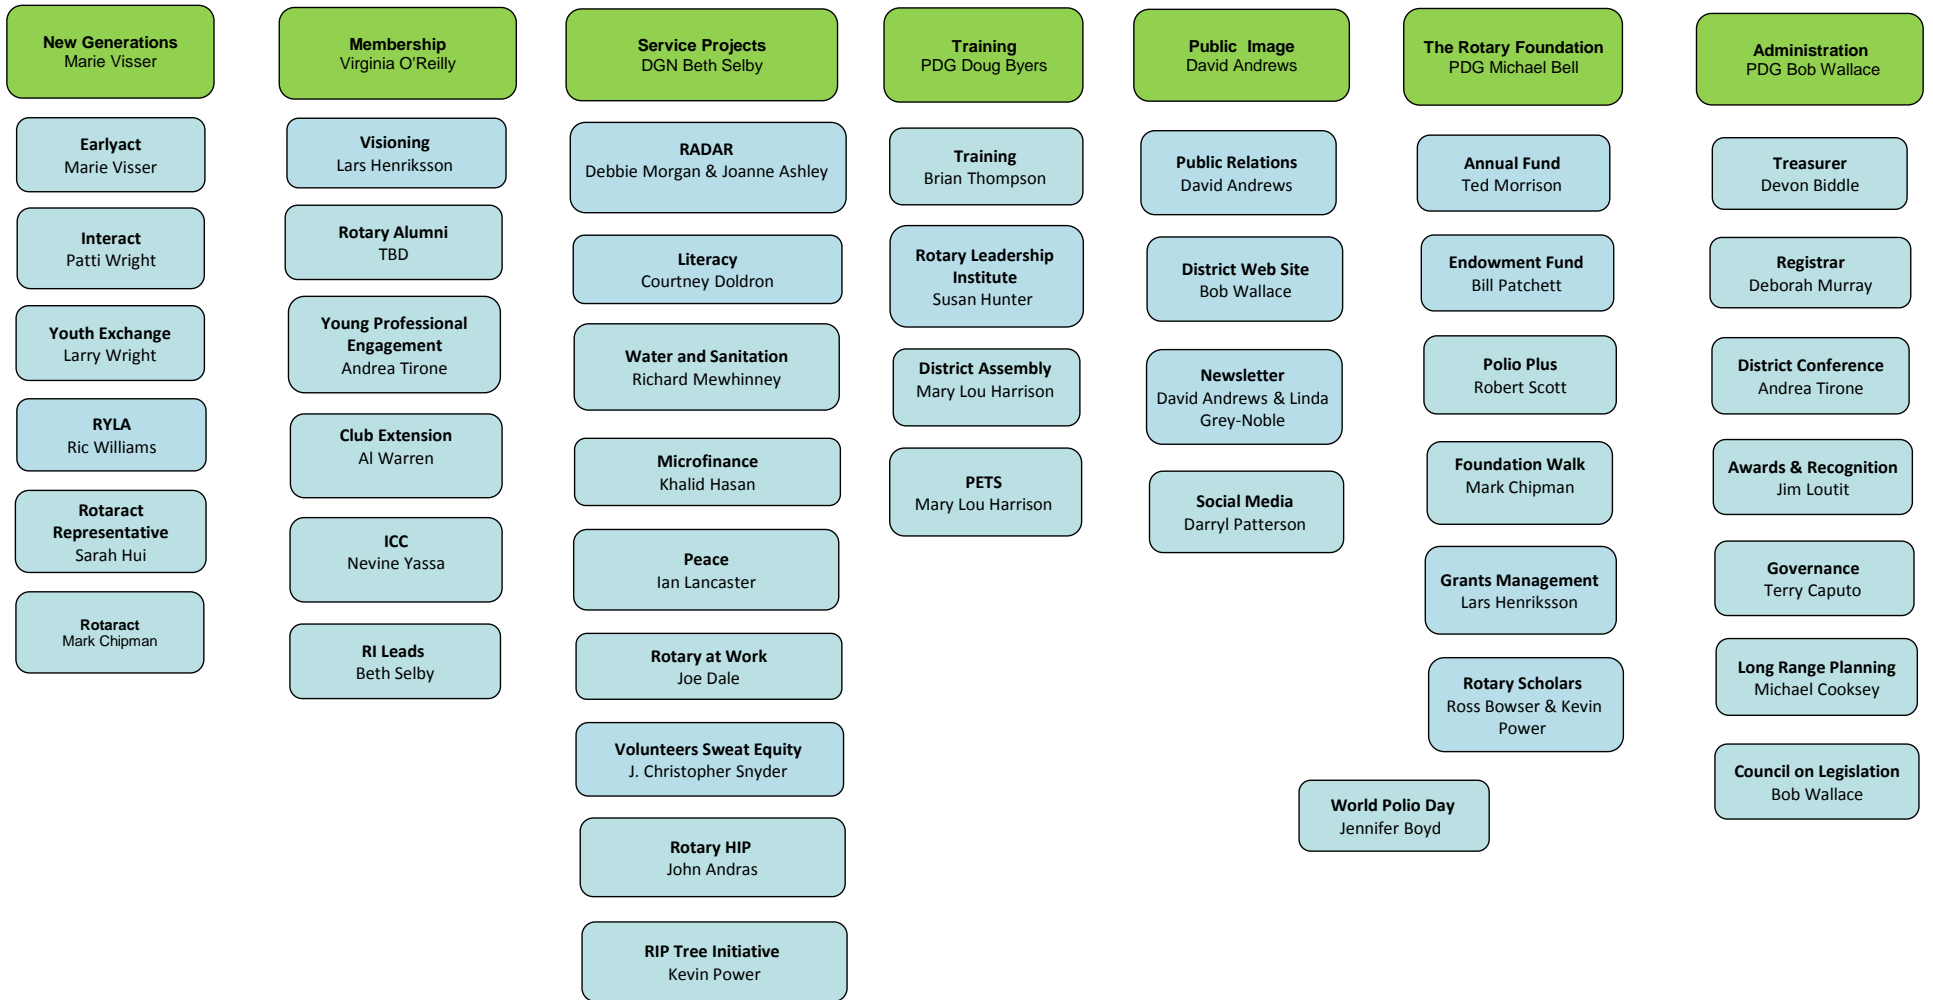 New Generations
Marie Visser
Earlyact
Marie Visser
Interact
Patti Wright
Youth Exchange
Larry Wright
RYLA
Ric Williams
Rotaract
Representative
Sarah Hui
Rotaract
Mark Chipman
Membership
Virginia O'Reilly
Visioning
Lars Henriksson
Rotary Alumni
TBD
Young Professional
Engagement
Andrea Tirone
Club Extension
Al Warren
ICC
Nevine Yassa
RI Leads
Beth Selby
Service Projects
DGN Beth Selby
RADAR
Debbie Morgan & Joanne Ashley
Literacy
Courtney Doldron
Water and Sanitation
Richard Mewhinney
Microfinance
Khalid Hasan
Peace
Ian Lancaster
Rotary at Work
Joe Dale
Volunteers Sweat Equity
J. Christopher Snyder
Rotary HIP
John Andras
RIP Tree Initiative
Kevin Power
Training
PDG Doug Byers
Training
Brian Thompson
Rotary Leadership
Institute
Susan Hunter
District Assembly
Mary Lou Harrison
PETS
Mary Lou Harrison
Public Image
David Andrews
Public Relations
David Andrews
District Web Site
Bob Wallace
Newsletter
David Andrews & Linda
Grey-Noble
Social Media
Darryl Patterson
The Rotary Foundation
PDG Michael Bell
Annual Fund
Ted Morrison
Endowment Fund
Bill Patchett
Polio Plus
Robert Scott
Foundation Walk
Mark Chipman
Grants Management
Lars Henriksson
Rotary Scholars
Ross Bowser & Kevin
Power
World Polio Day
Jennifer Boyd
Administration
PDG Bob Wallace
Treasurer
Devon Biddle
Registrar
Deborah Murray
District Conference
Andrea Tirone
Awards & Recognition
Jim Loutit
Governance
Terry Caputo
Long Range Planning
Michael Cooksey
Council on Legislation
Bob Wallace